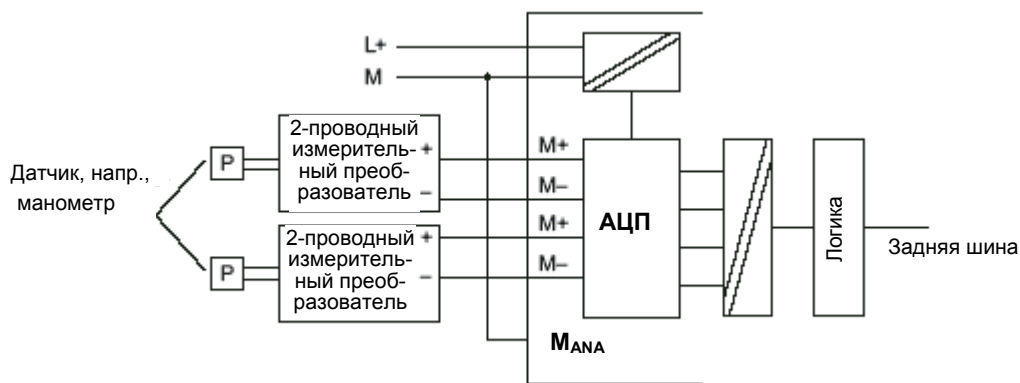 L+
M
Датчик, напр.,
манометр
P
2-проводный
измеритель-
ный преоб-
разователь
+
–
P
2-проводный
измеритель-
ный преоб-
разователь
+
–
M+
M–
M+
M–
АЦП
MANA
Логика
Задняя шина